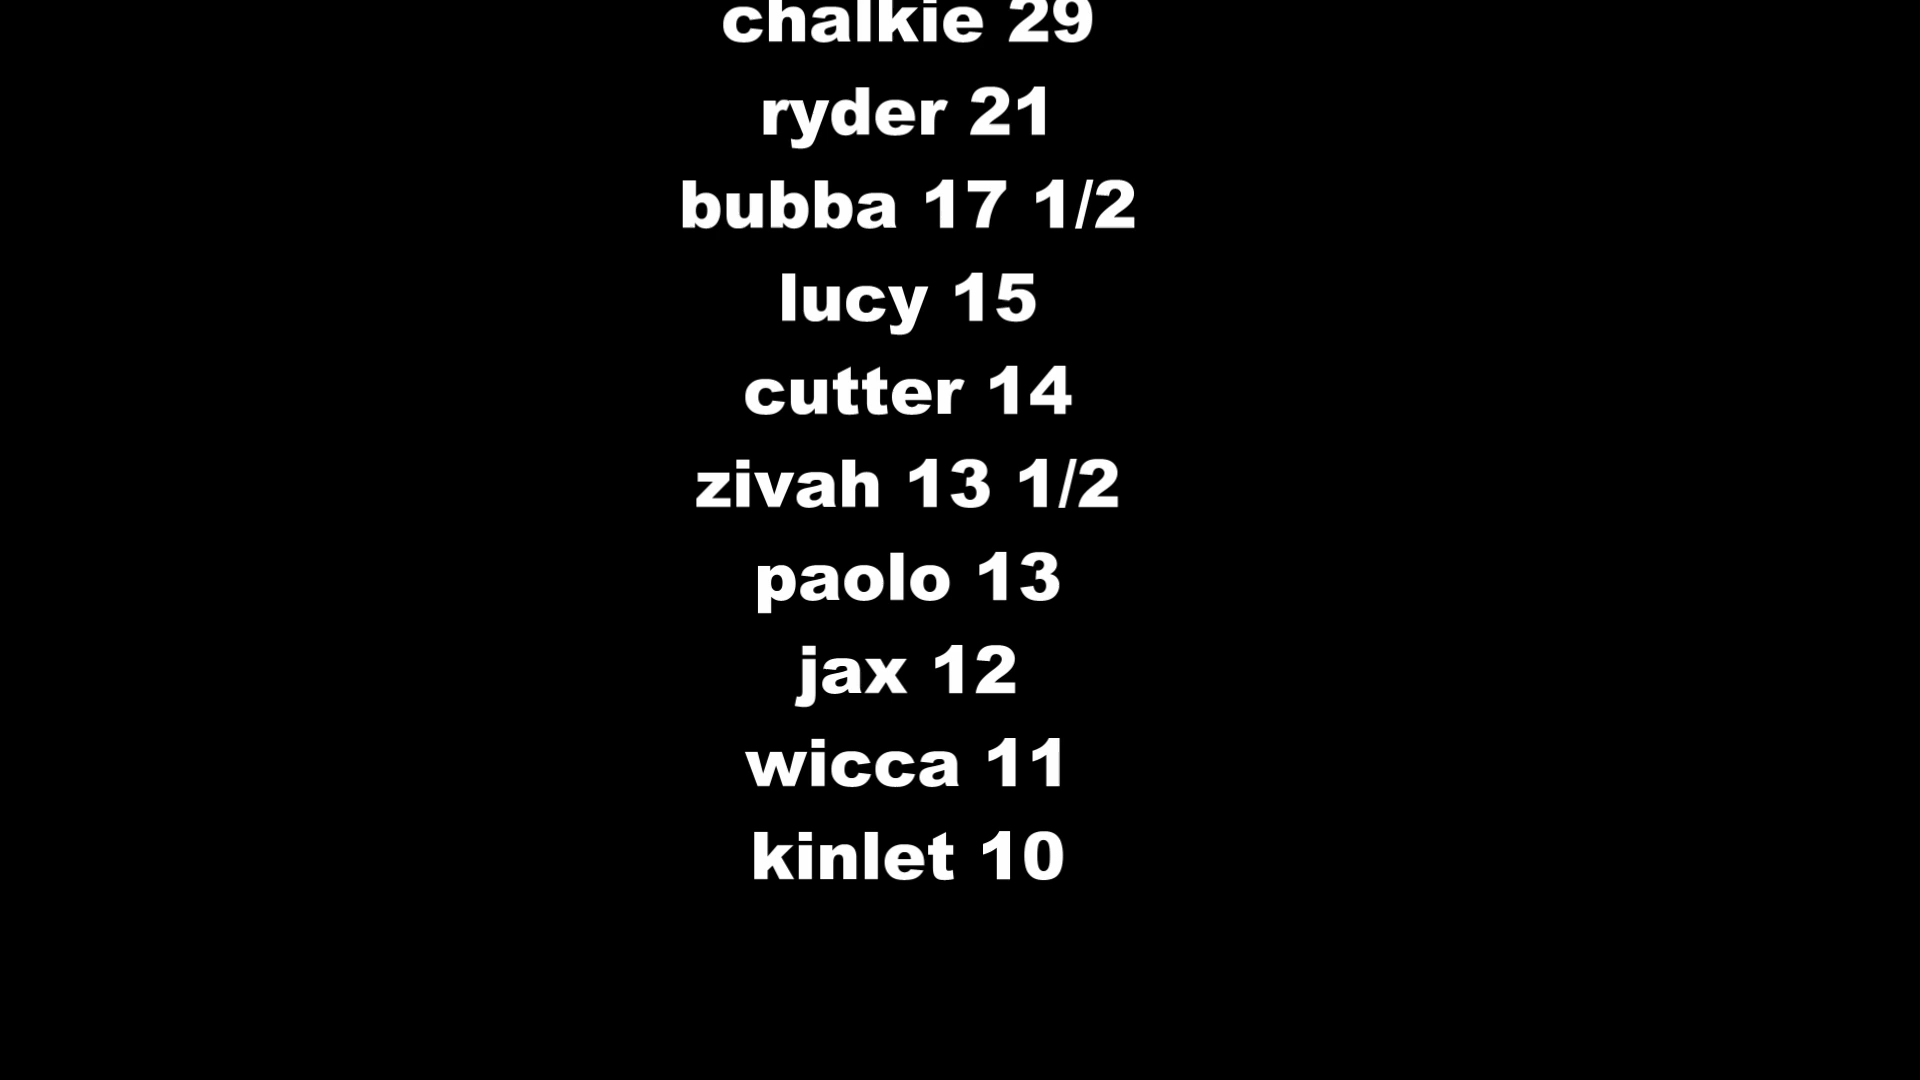 chalkie 29
ryder 21
bubba 17 1/2
lucy 15
cutter 14
zivah 13 1/2
paolo 13
jax 12
wicca 11
kinlet 10